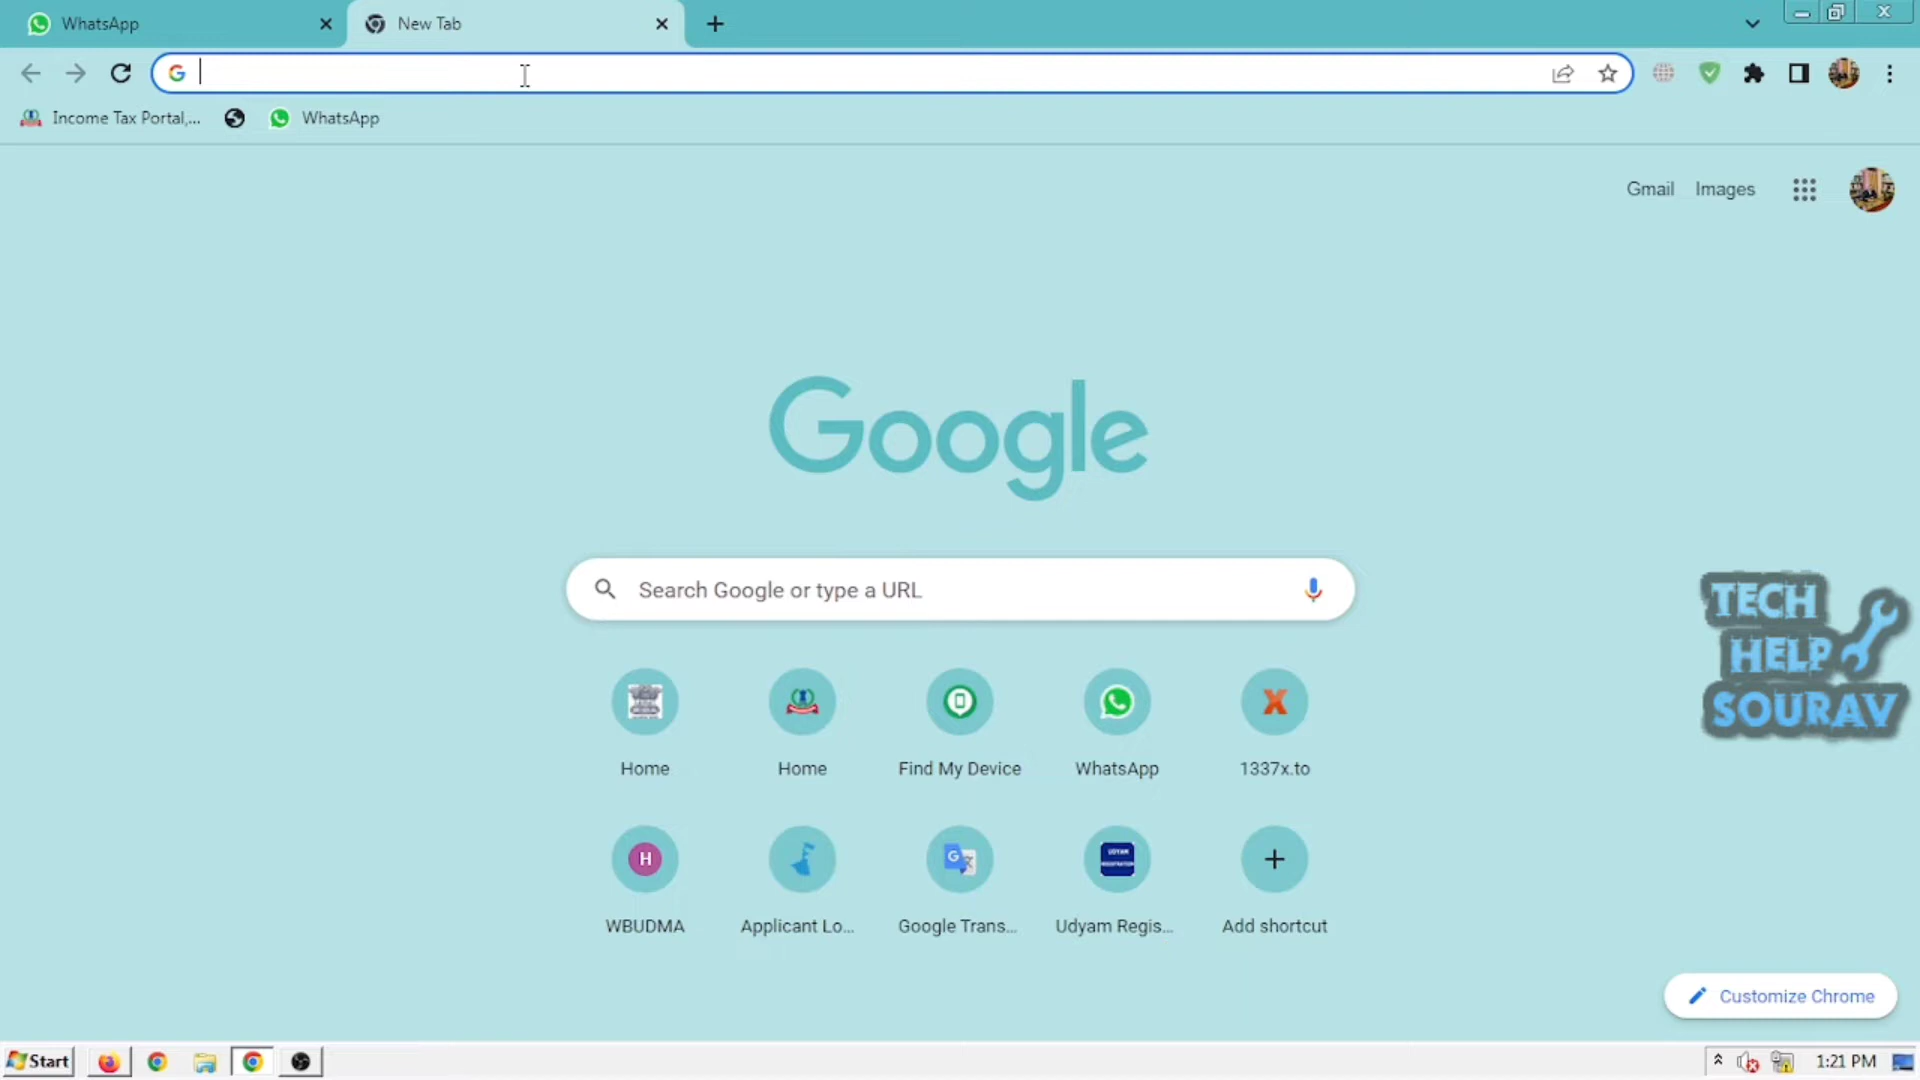 WhatsApp
New Tab
Income Tax Portal,...
WhatsApp
Gmail
Images
Google
Search Google or type a URL
Home
Home
Find My Device
WhatsApp
1337x.to
H
UDYAM
REGISTRATION
WBUDMA
Applicant Lo...
Google Trans...
Udyam Regis...
Add shortcut
TECH
HELP
SOURAV
Customize Chrome
Start
1:21 PM